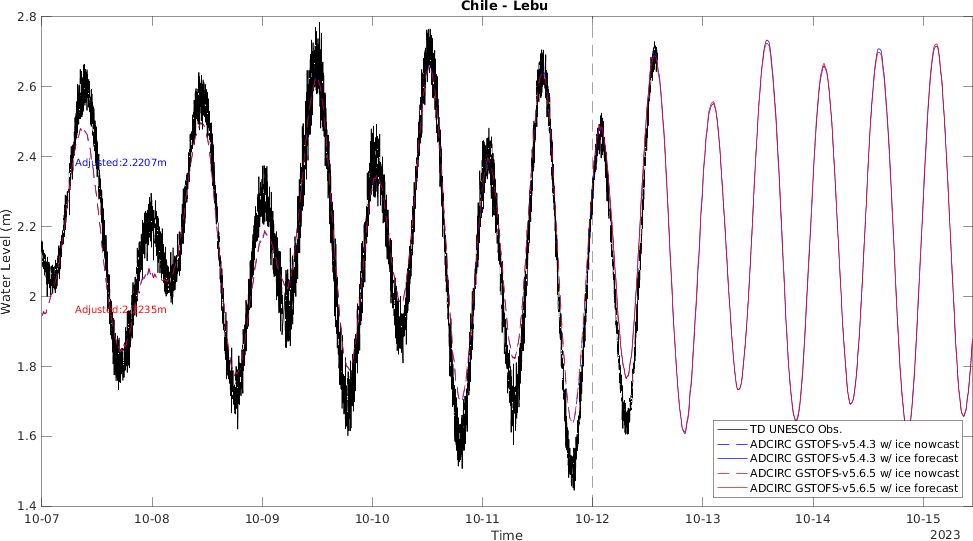 Chile - Lebu
2.8
2.6
2.4
2.2
2
1.8
1.6
1.4
Water Level (m)
Adjusted:2.2207m
TD UNESCO Obs.
ADCIRC GSTOFS-v5.4.3 w/ ice nowcast
ADCIRC GSTOFS-v5.4.3 w/ ice forecast
ADCIRC GSTOFS-v5.6.5 w/ ice nowcast
ADCIRC GSTOFS-v5.6.5 w/ ice forecast
10-07 10-08 10-09 10-10 10-11 10-12 10-13 10-14 10-15
Time
2023